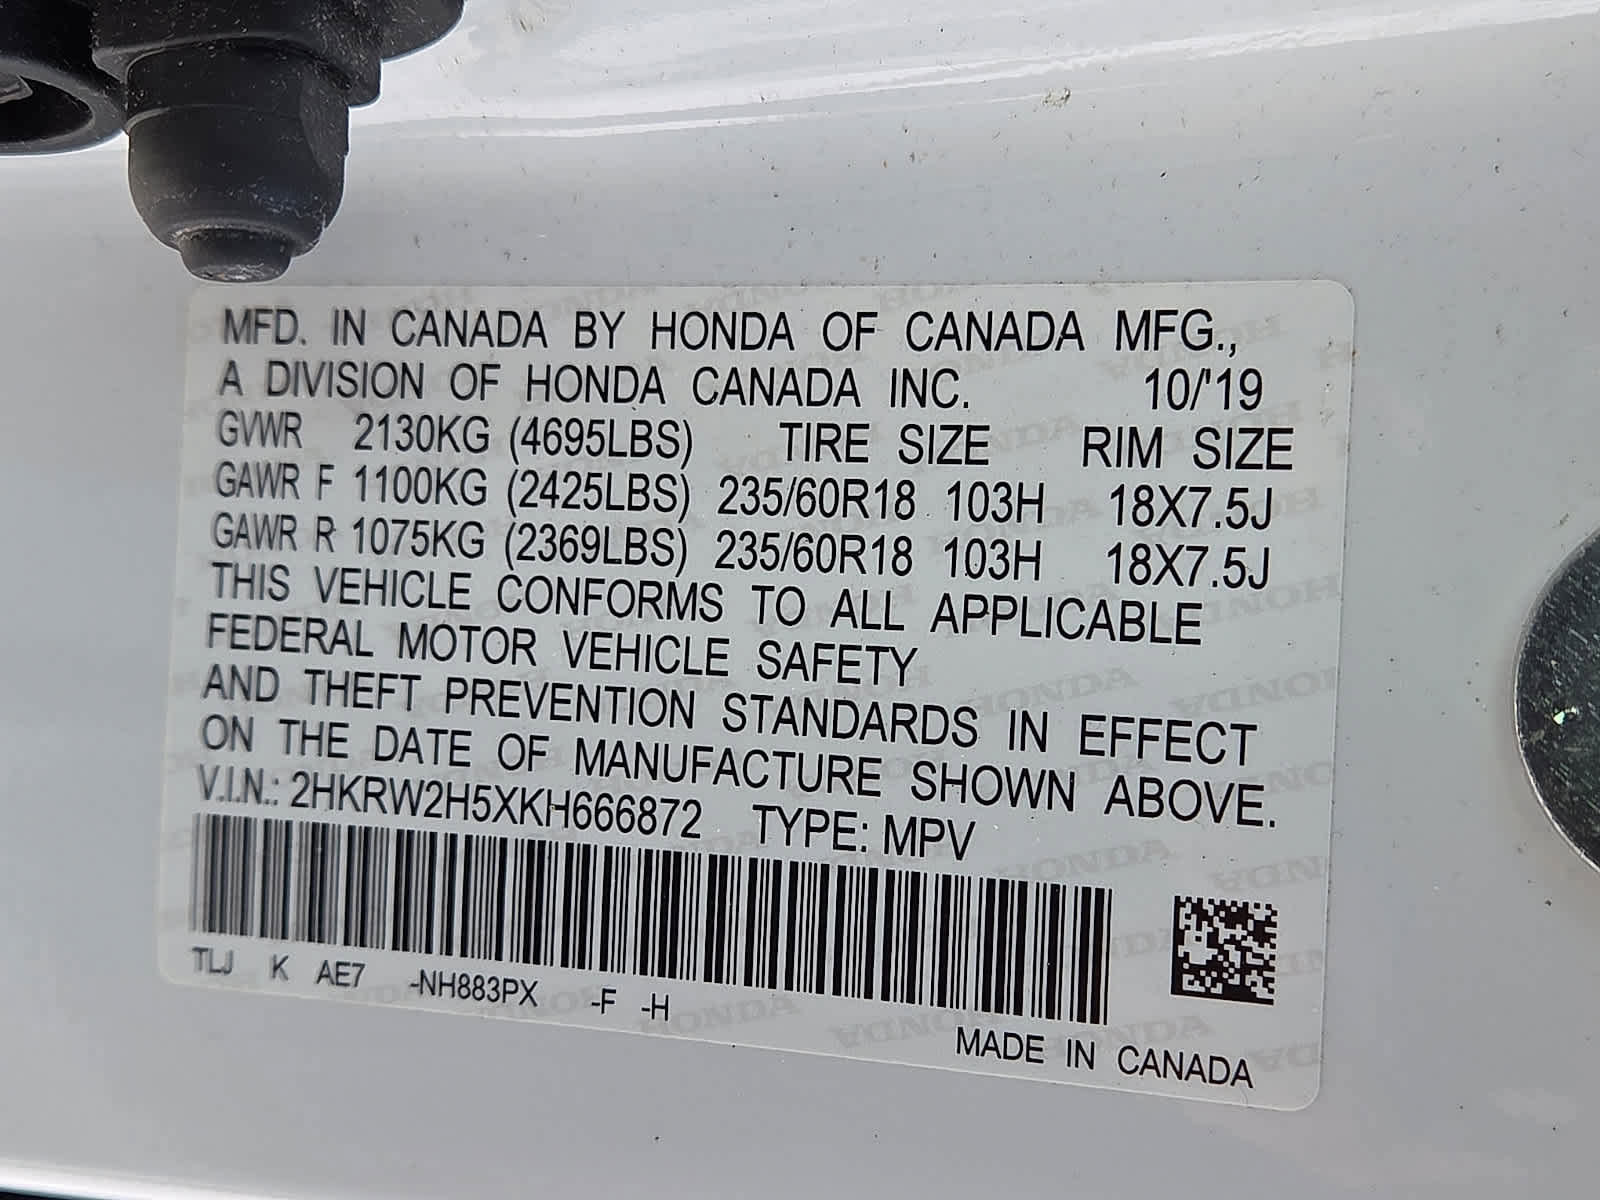 MFD. IN CANADA BY HONDA OF CANADA MFG.,
A DIVISION OF HONDA CANADA INC. 10/'19
GVWR 2130KG (4695LBS) TIRE SIZE RIM SIZE
GAWR F 1100KG (2425LBS) 235/60R18 103H 18X7.5J
GAWR R 1075KG (2369LBS) 235/60R18 103H 18X7.5J
THIS VEHICLE CONFORMS TO ALL APPLICABLE
FEDERAL MOTOR VEHICLE SAFETY
AND THEFT PREVENTION STANDARDS IN EFFECT
ON THE DATE OF MANUFACTURE SHOWN ABOVE.
V.I.N.: 2HKRW2H5XKH666872 TYPE: MPV
TLJ K AE7 -NH883PX -F -H
MADE IN CANADA